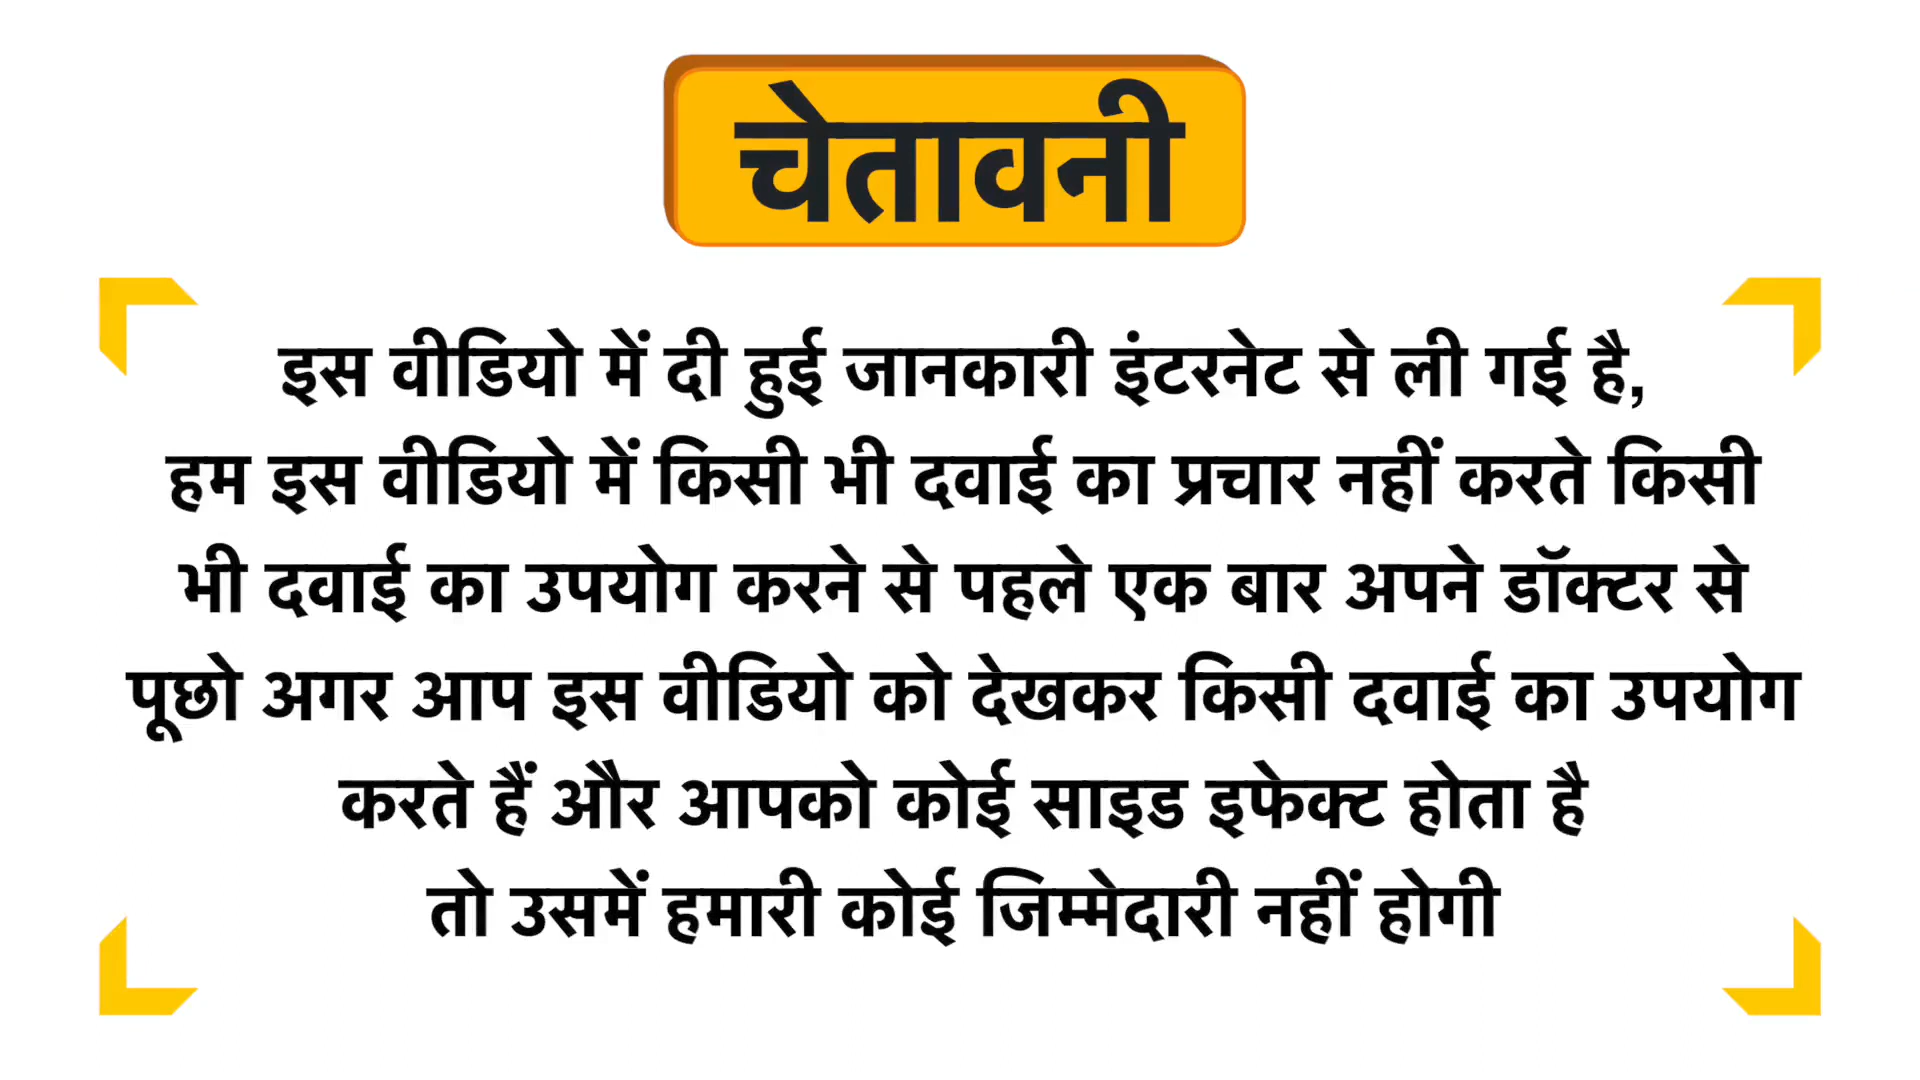 चेतावनी
इस वीडियो में दी हुई जानकारी इंटरनेट से ली गई है,
हम इस वीडियो में किसी भी दवाई का प्रचार नहीं करते किसी
भी दवाई का उपयोग करने से पहले एक बार अपने डॉक्टर से
पूछो अगर आप इस वीडियो को देखकर किसी दवाई का उपयोग
करते हैं और आपको कोई साइड इफेक्ट होता है
तो उसमें हमारी कोई जिम्मेदारी नहीं होगी